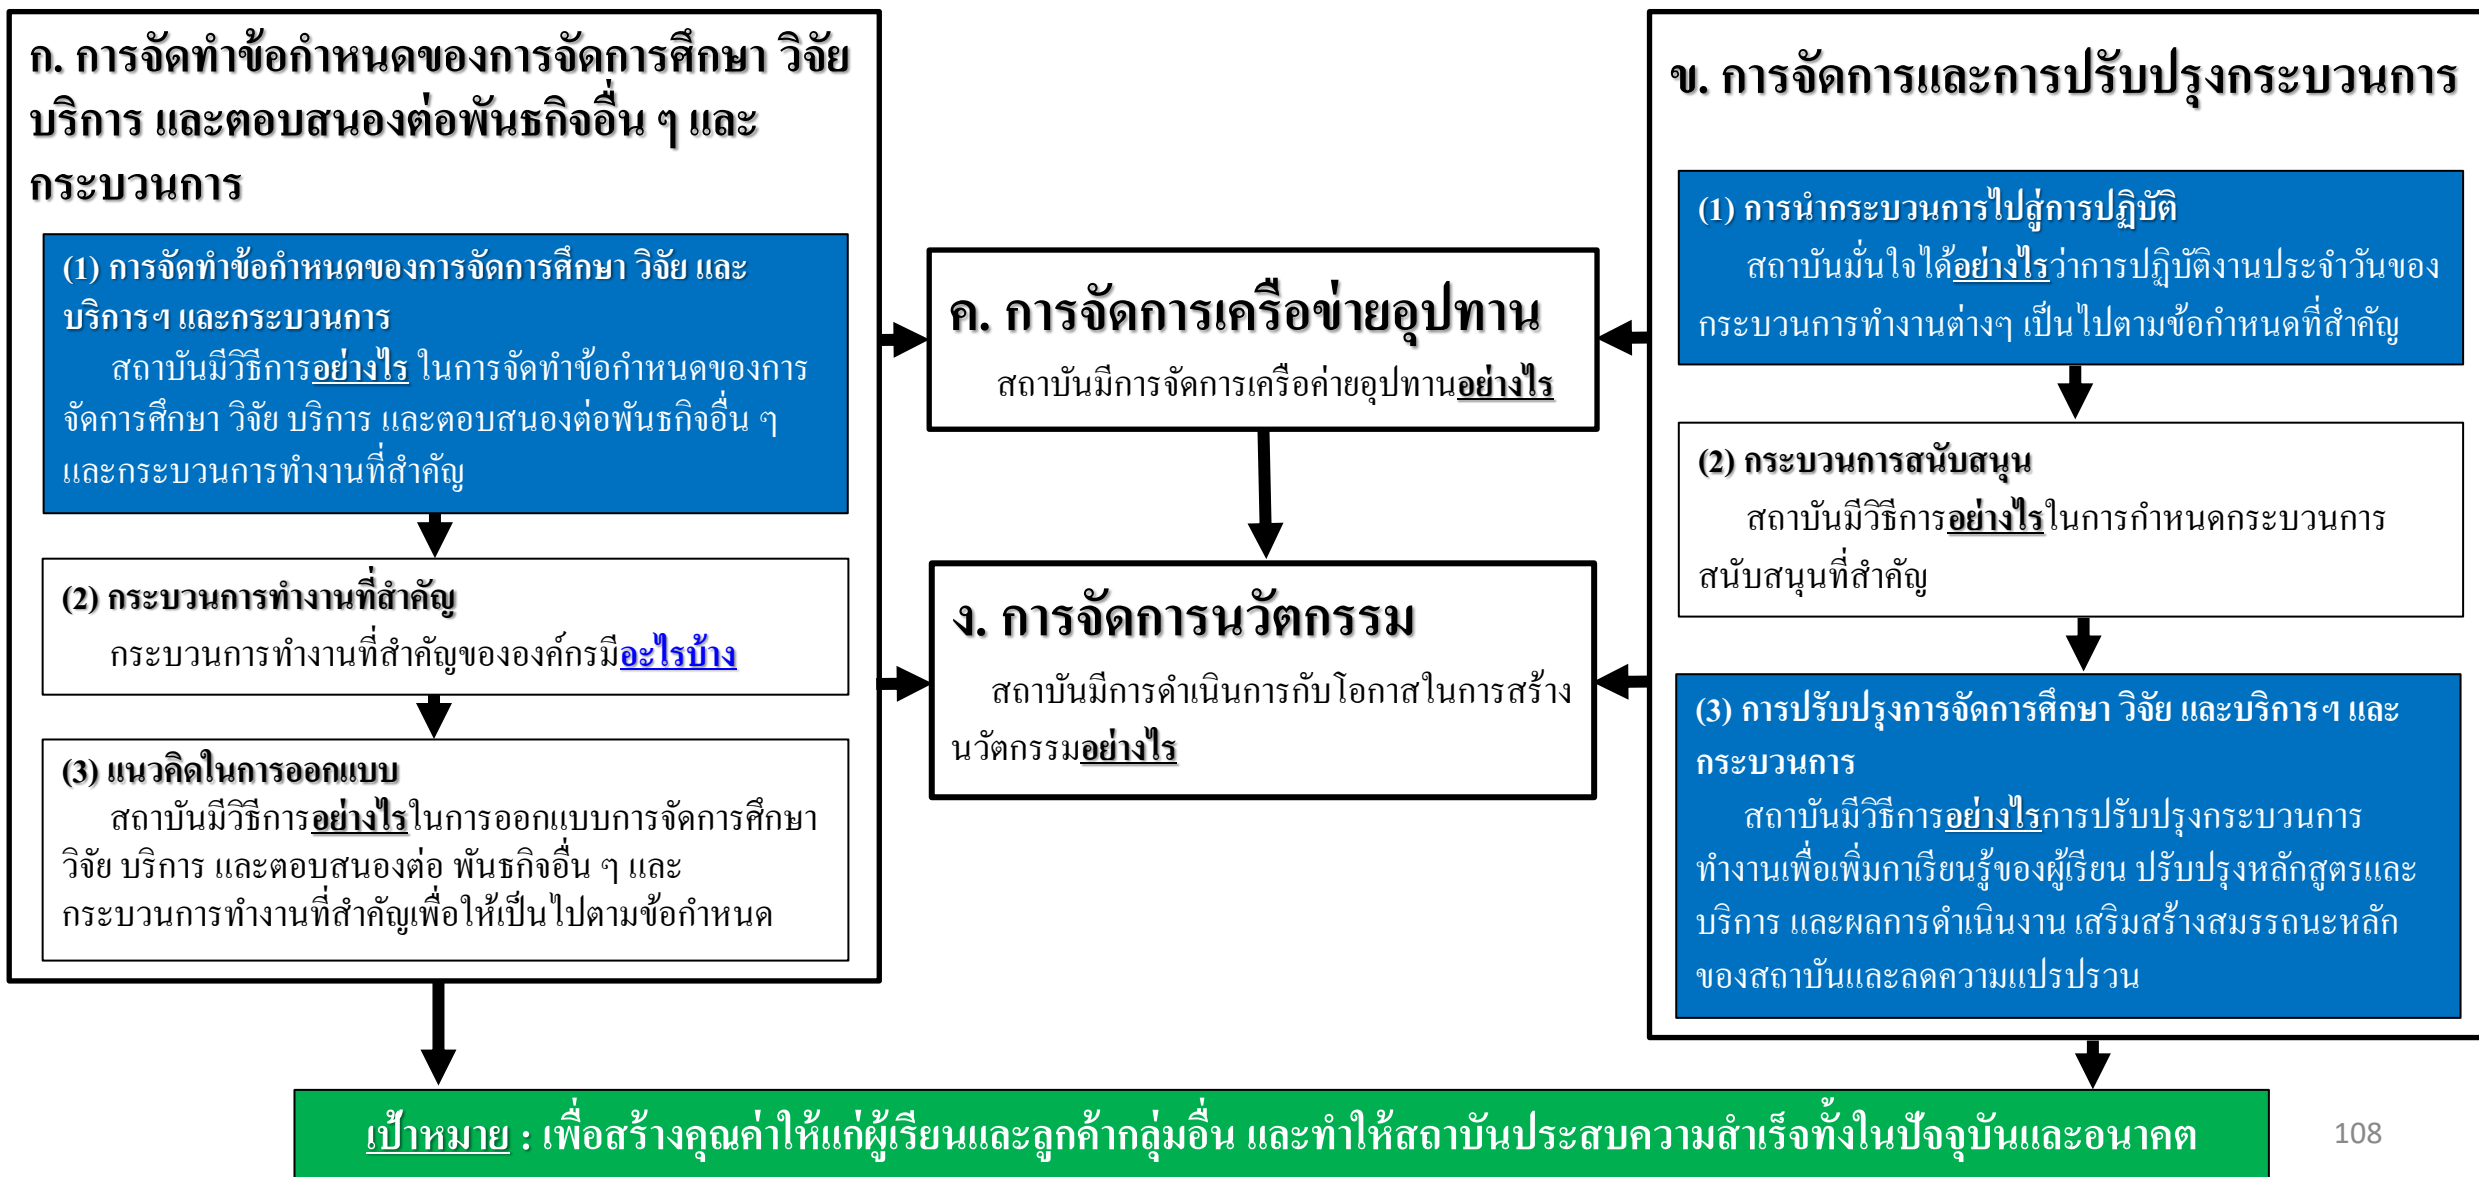 ก. การจัดทำข้อกำหนดของการจัดการศึกษา วิจัย
บริการ และตอบสนองต่อพันธกิจอื่น ๆ และ
กระบวนการ
(1) การจัดทำข้อกำหนดของการจัดการศึกษา วิจัย และ
บริการฯ และกระบวนการ
สถาบันมีวิธีการอย่างไร ในการจัดทำข้อกำหนดของการ
จัดการศึกษา วิจัย บริการ และตอบสนองต่อพันธกิจอื่น ๆ
และกระบวนการทำงานที่สำคัญ
(2) กระบวนการทำงานที่สำคัญ
กระบวนการทำงานที่สำคัญขององค์กรมีอะไรบ้าง
(3) แนวคิดในการออกแบบ
สถาบันมีวิธีการอย่างไรในการออกแบบการจัดการศึกษา
วิจัย บริการ และตอบสนองต่อ พันธกิจอื่น ๆ และ
กระบวนการทำงานที่สำคัญเพื่อให้เป็นไปตามข้อกำหนด
ค. การจัดการเครือข่ายอุปทาน
สถาบันมีการจัดการเครือค่ายอุปทานอย่างไร
ง. การจัดการนวัตกรรม
สถาบันมีการดำเนินการกับโอกาสในการสร้าง
นวัตกรรมอย่างไร
ข. การจัดการและการปรับปรุงกระบวนการ
(1) การนำกระบวนการไปสู่การปฏิบัติ
สถาบันมั่นใจได้อย่างไรว่าการปฏิบัติงานประจำวันของ
กระบวนการทำงานต่างๆ เป็นไปตามข้อกำหนดที่สำคัญ
(2) กระบวนการสนับสนุน
สถาบันมีวิธีการอย่างไรในการกำหนดกระบวนการ
สนับสนุนที่สำคัญ
(3) การปรับปรุงการจัดการศึกษา วิจัย และบริการฯ และ
กระบวนการ
สถาบันมีวิธีการอย่างไรการปรับปรุงกระบวนการ
ทำงานเพื่อเพิ่มกาเรียนรู้ของผู้เรียน ปรับปรุงหลักสูตรและ
บริการ และผลการดำเนินงาน เสริมสร้างสมรรถนะหลัก
ของสถาบันและลดความแปรปรวน
เป้าหมาย : เพื่อสร้างคุณค่าให้แก่ผู้เรียนและลูกค้ากลุ่มอื่น และทำให้สถาบันประสบความสำเร็จทั้งในปัจจุบันและอนาคต
108